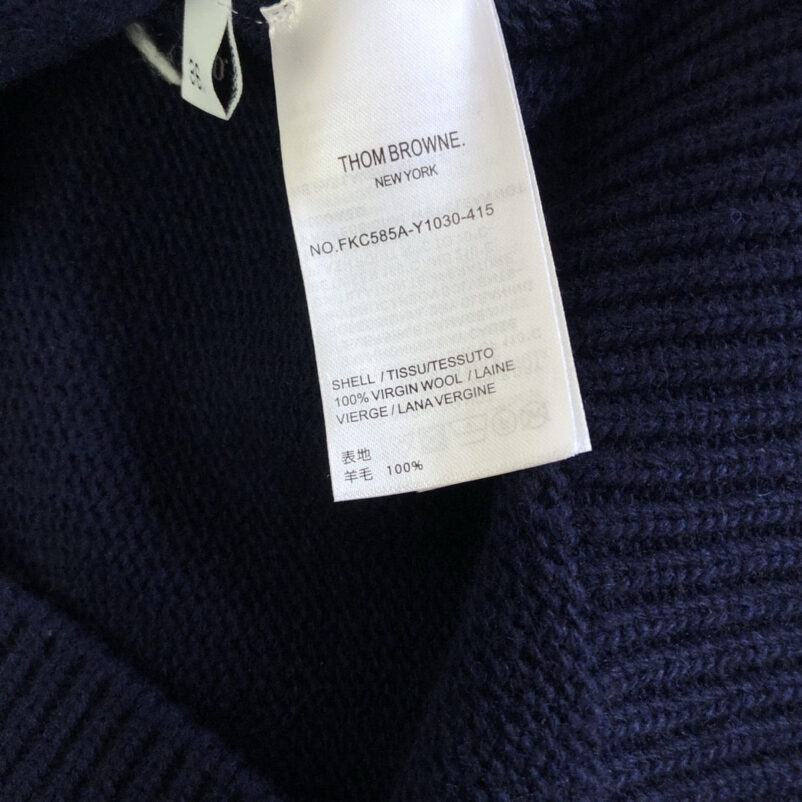 THOM BROWNE.
NEW YORK
NO.FKC585A-Y1030-415
SHELL / TISSU/TESSUTO
100% VIRGIN WOOL / LAINE
VIERGE / LANA VERGINE
表地
羊毛 100%